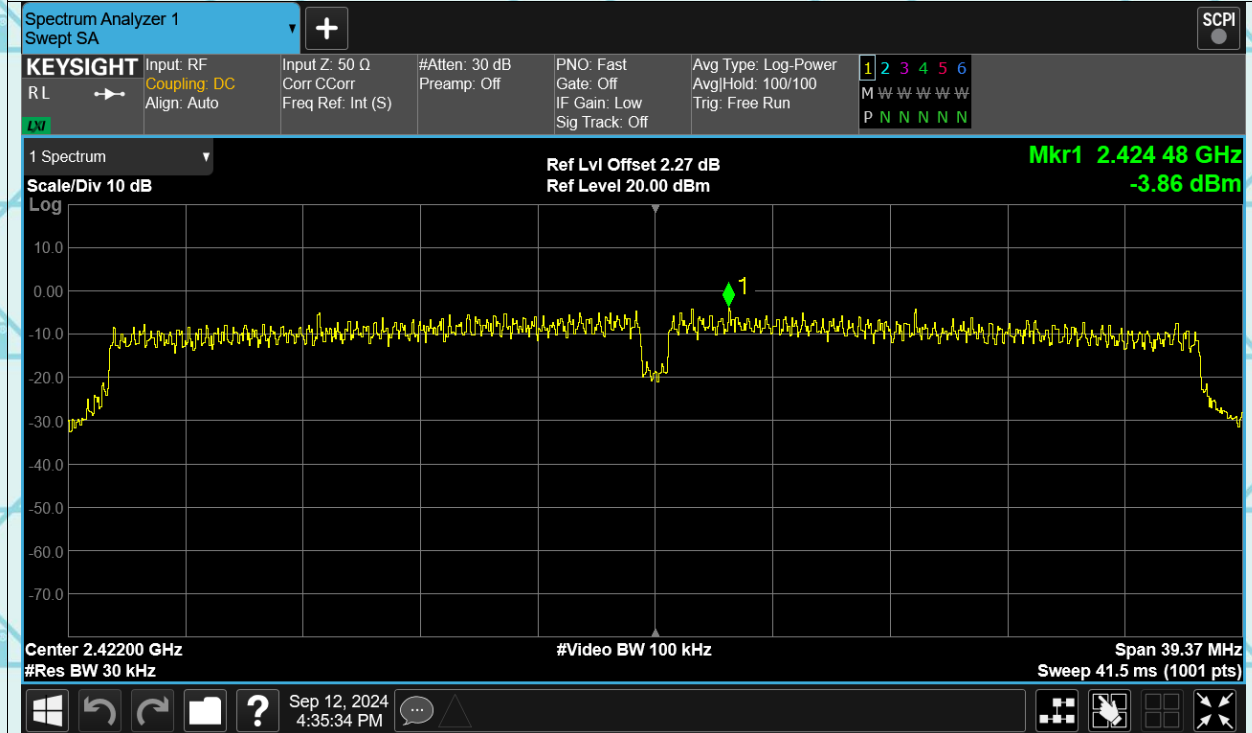 Spectrum Analyzer 1
Swept SA
SCPI
KEYSIGHT
R L
LXI
Input: RF
Coupling: DC
Align: Auto
Input Z: 50 Ω
Corr CCorr
Freq Ref: Int (S)
#Atten: 30 dB
Preamp: Off
PNO: Fast
Gate: Off
IF Gain: Low
Sig Track: Off
Avg Type: Log-Power
Avg|Hold: 100/100
Trig: Free Run
1 2 3 4 5 6
M W W W W W
P N N N N N
1 Spectrum
Scale/Div 10 dB
Ref Lvl Offset 2.27 dB
Ref Level 20.00 dBm
Mkr1 2.424 48 GHz
-3.86 dBm
Log
10.0
0.00
-10.0
-20.0
-30.0
-40.0
-50.0
-60.0
-70.0
1
Center 2.42200 GHz
#Res BW 30 kHz
#Video BW 100 kHz
Span 39.37 MHz
Sweep 41.5 ms (1001 pts)
?
Sep 12, 2024
4:35:34 PM